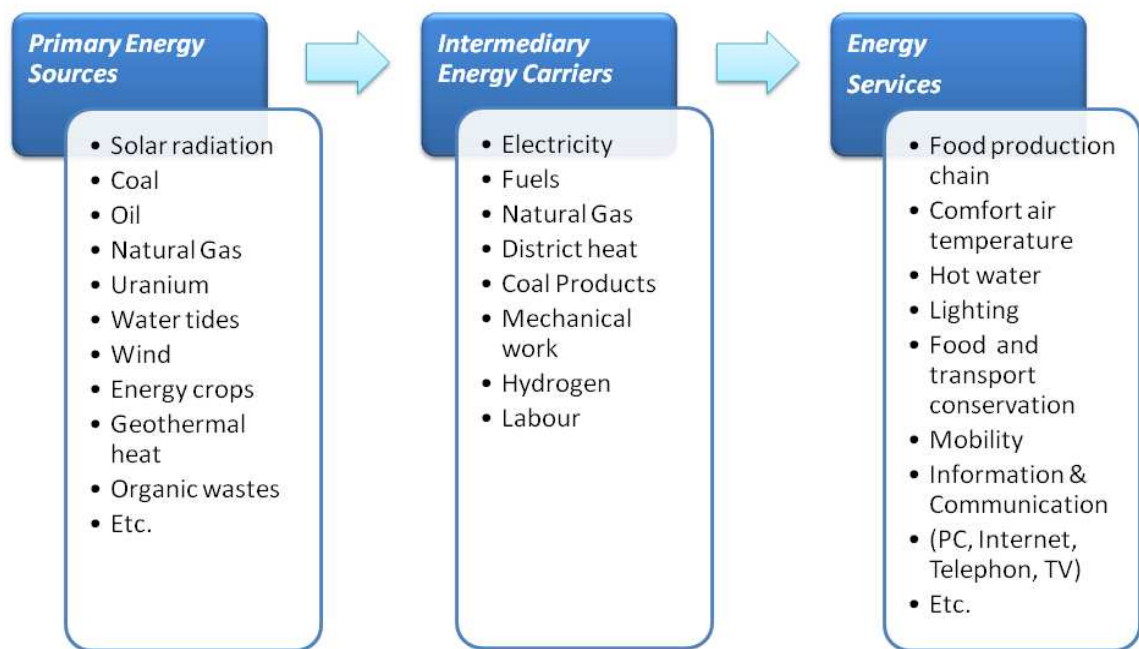 Primary Energy
Sources
• Solar radiation
• Coal
• Oil
• Natural Gas
• Uranium
• Water tides
• Wind
• Energy crops
• Geothermal
heat
• Organic wastes
• Etc.
Intermediary
Energy Carriers
• Electricity
• Fuels
• Natural Gas
• District heat
• Coal Products
• Mechanical
work
• Hydrogen
• Labour
Energy
Services
• Food production
chain
• Comfort air
temperature
• Hot water
• Lighting
• Food and
transport
conservation
• Mobility
• Information &
Communication
• (PC, Internet,
Telephon, TV)
• Etc.